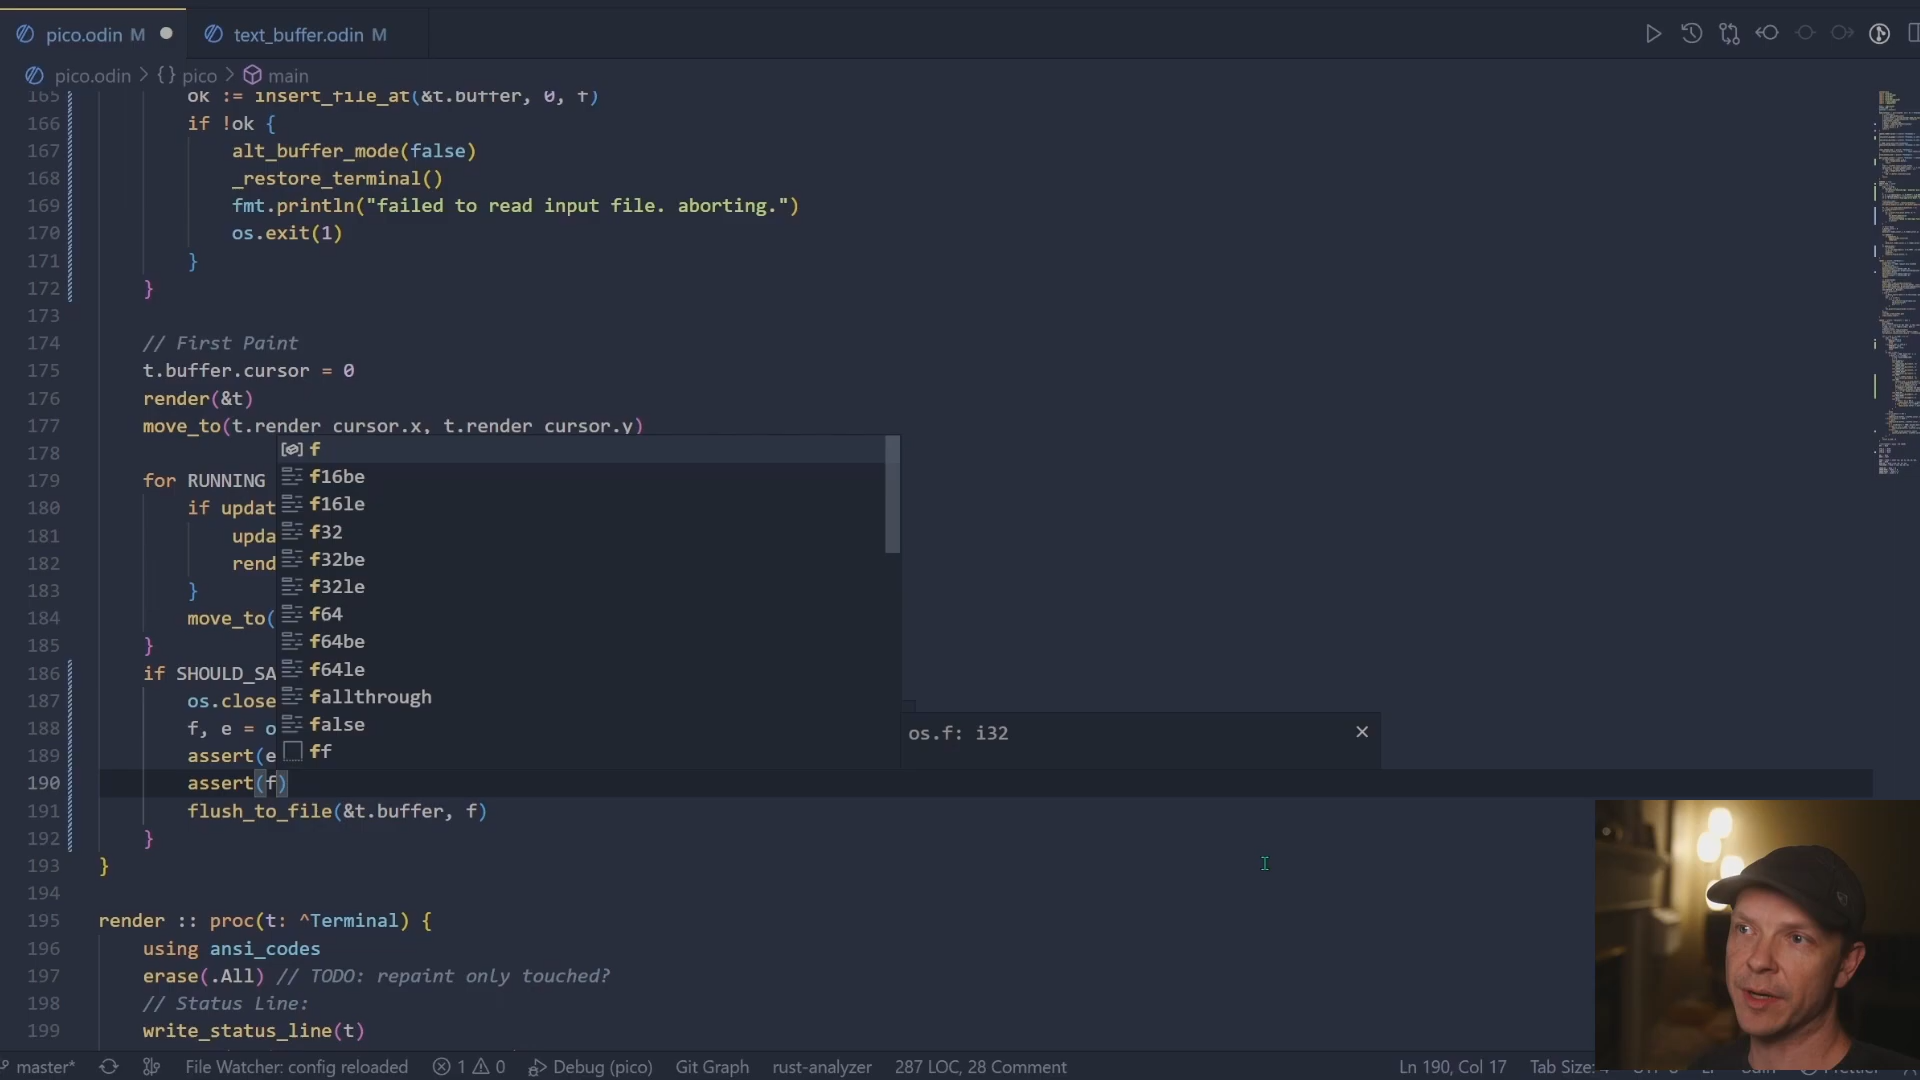 pico.odin M
text_buffer.odin M
pico.odin > {} pico > main
165 ok := insert_file_at(&t.buffer, 0, f)
166 if !ok {
167 alt_buffer_mode(false)
168 _restore_terminal()
169 fmt.println("failed to read input file. aborting.")
170 os.exit(1)
171 }
172 }
173
174 // First Paint
175 t.buffer.cursor = 0
176 render(&t)
177 move_to(t.render_cursor.x, t.render_cursor.y)
178 f
f16be
179 for RUNNING
f16le
180 if updat
f32
181 upda
f32be
182 rend
f32le
183 }
f64
184 move_to(
f64be
185 }
f64le
186 if SHOULD_SA
fallthrough
187 os.close
false
188 f, e = o
os.f: i32
ff
189 assert(e
190 assert(f)
191 flush_to_file(&t.buffer, f)
192 }
193 }
194
195 render :: proc(t: ^Terminal) {
196 using ansi_codes
197 erase(.All) // TODO: repaint only touched?
198 // Status Line:
199 write_status_line(t)
master* File Watcher: config reloaded 1 0 Debug (pico) Git Graph rust-analyzer 287 LOC, 28 Comment Ln 190, Col 17 Tab Size: